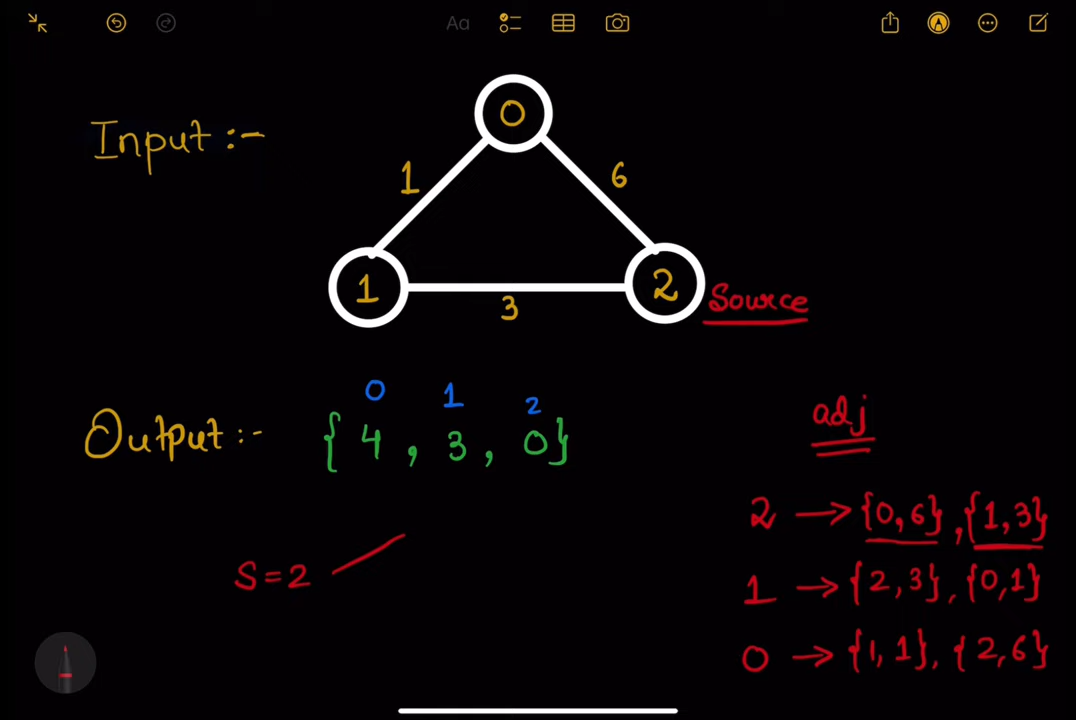 Aa
0
Input :-
1
6
1
2
Source
3
0 1 2
Output :- { 4 , 3 , 0 }
adj
2 → {0,6} , {1,3}
S=2
1 → {2,3} , {0,1}
0 → {1,1} , {2,6}